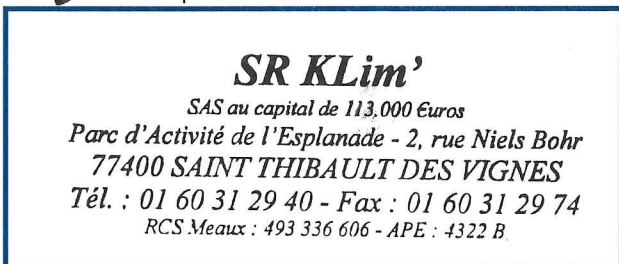 SR KLim'
SAS au capital de 113.000 €uros
Parc d'Activité de l'Esplanade - 2, rue Niels Bohr
77400 SAINT THIBAULT DES VIGNES
Tél. : 01 60 31 29 40 - Fax : 01 60 31 29 74
RCS Meaux : 493 336 606 - APE : 4322 B